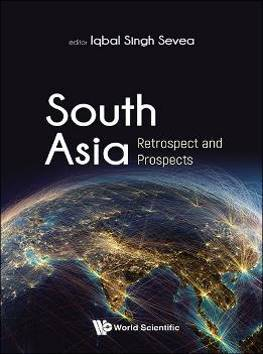 editor Iqbal Singh Sevea
South
Asia
Retrospect and
Prospects
World Scientific